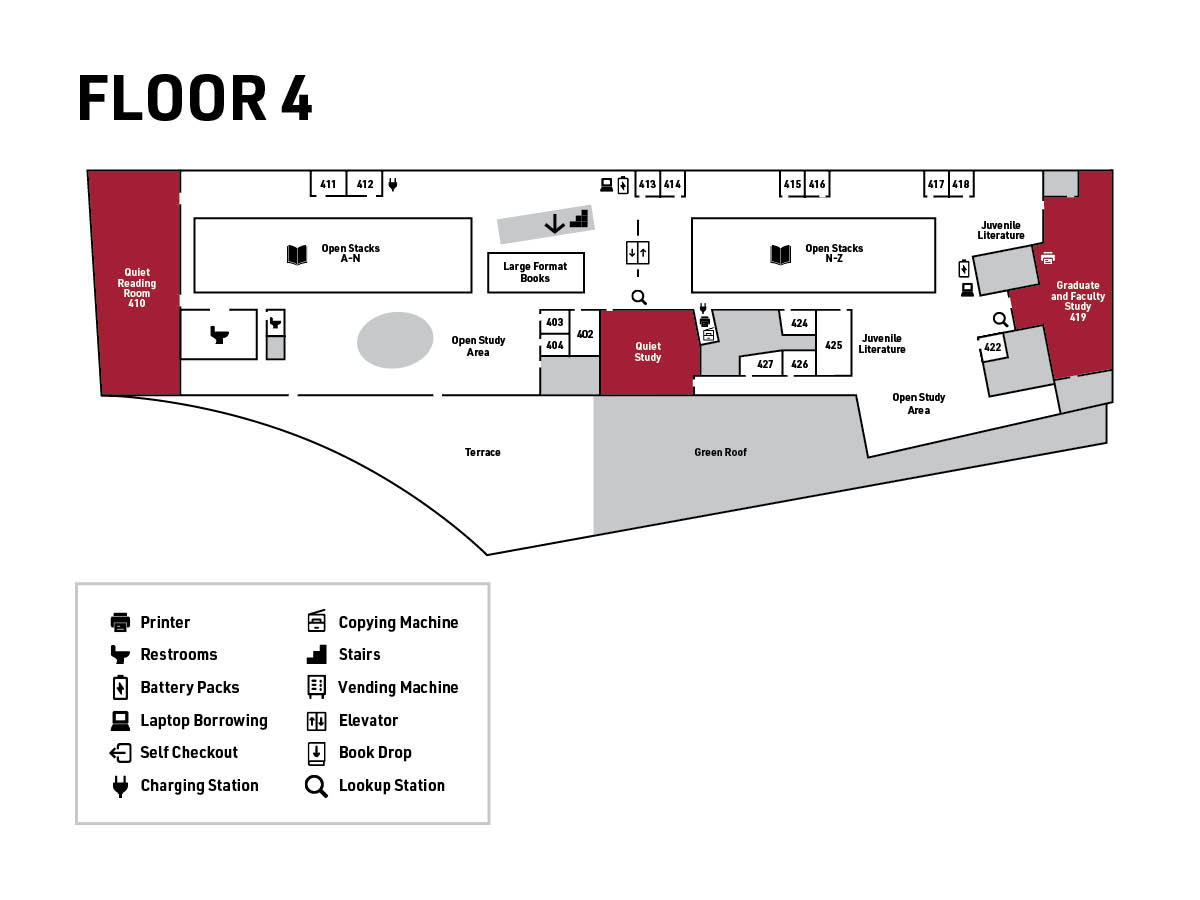 FLOOR 4
411
412
413
414
415
416
417
418
Juvenile
Literature
Open Stacks
A-N
Open Stacks
N-Z
Large Format
Books
Quiet
Reading
Room
410
Graduate
and Faculty
Study
419
403
402
404
Open Study
Area
Quiet
Study
424
425
427
426
Juvenile
Literature
422
Open Study
Area
Terrace
Green Roof
Printer
Restrooms
Battery Packs
Laptop Borrowing
Self Checkout
Charging Station
Copying Machine
Stairs
Vending Machine
Elevator
Book Drop
Lookup Station